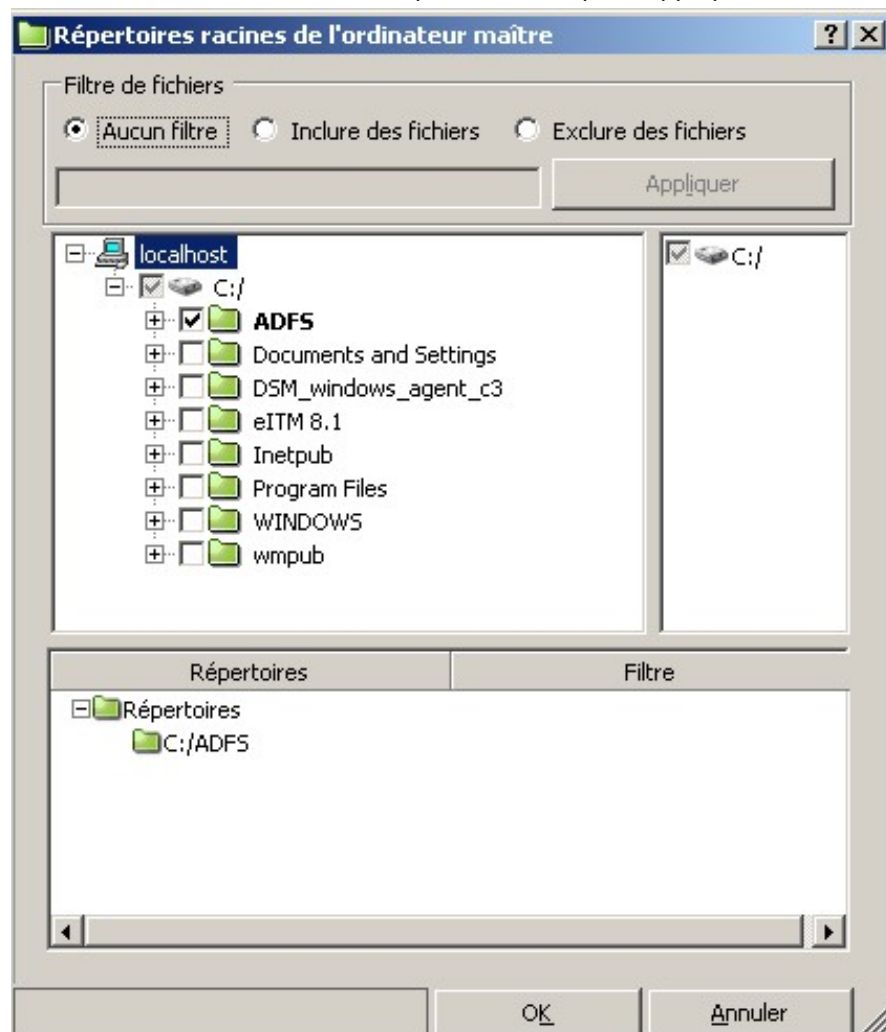 Répertoires racines de l'ordinateur maître
Filtre de fichiers
Aucun filtre Inclure des fichiers Exclure des fichiers
Appliquer
localhost C:/
C:/
ADFS
Documents and Settings
DSM_windows_agent_c3
eITM 8.1
Inetpub
Program Files
WINDOWS
wmpub
Répertoires Filtre
Répertoires
C:/ADFS
OK Annuler